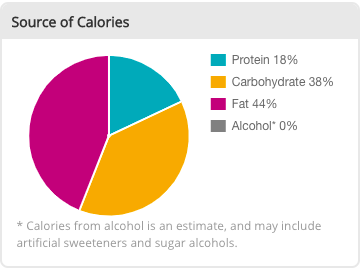 Source of Calories
Protein 18%
Carbohydrate 38%
Fat 44%
Alcohol* 0%
* Calories from alcohol is an estimate, and may include
artificial sweeteners and sugar alcohols.